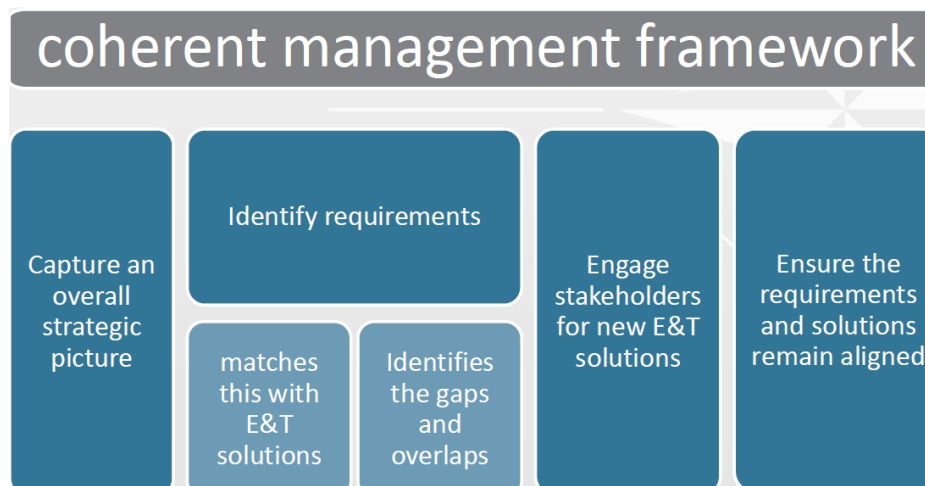 coherent management framework
Capture an
overall
strategic
picture
Identify requirements
matches
this with
E&T
solutions
Identifies
the gaps
and
overlaps
Engage
stakeholders
for new E&T
solutions
Ensure the
requirements
and solutions
remain aligned